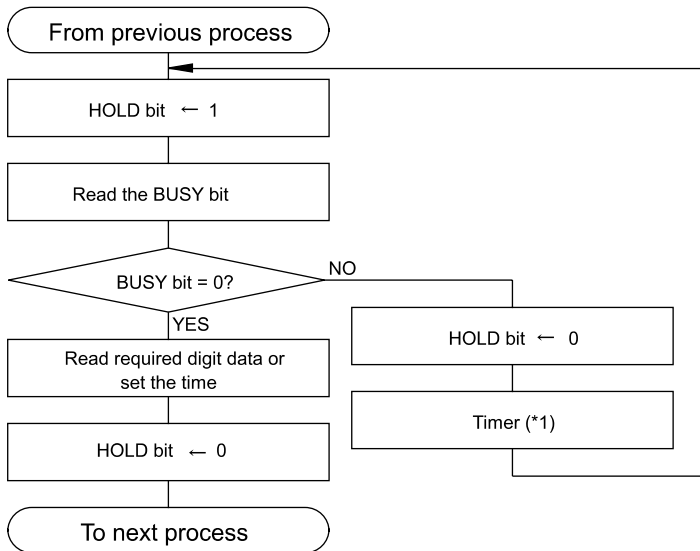 From previous process
HOLD bit ← 1
Read the BUSY bit
BUSY bit = 0?
NO
YES
Read required digit data or
set the time
HOLD bit ← 0
To next process
HOLD bit ← 0
Timer (*1)